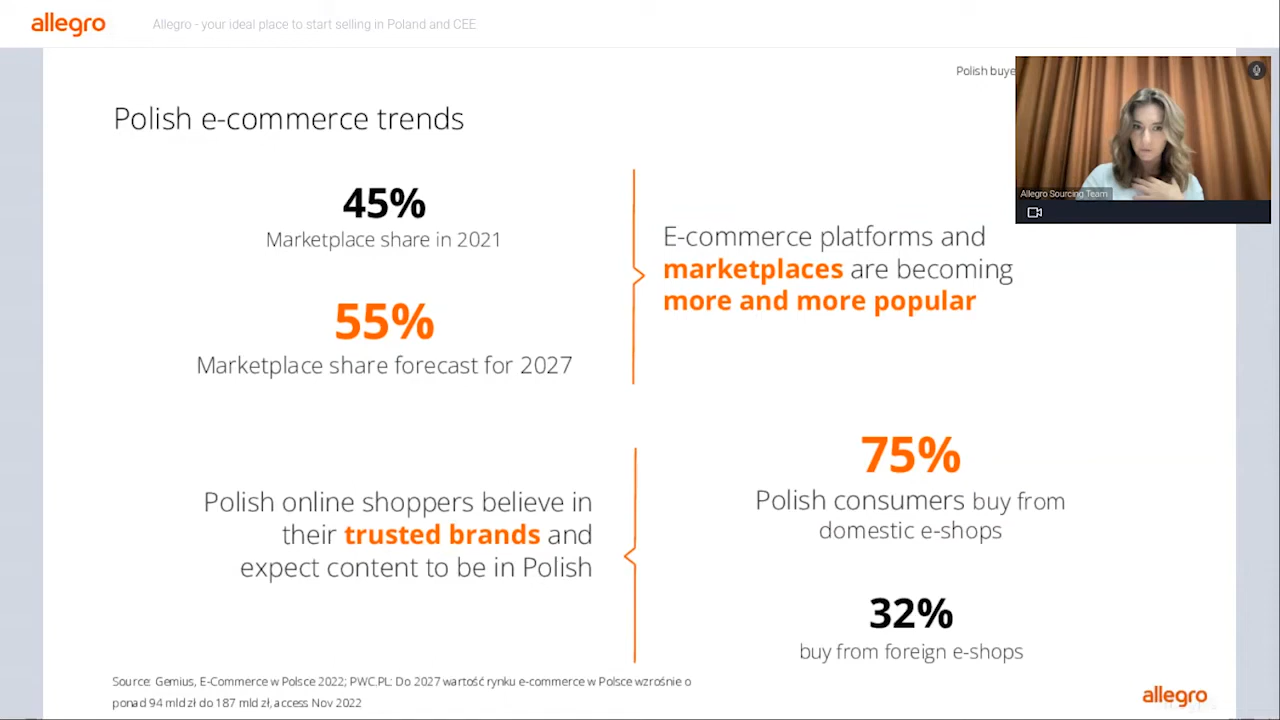 allegro
Allegro - your ideal place to start selling in Poland and CEE
Polish buye
Allegro Sourcing Team
Polish e-commerce trends
45%
Marketplace share in 2021
55%
Marketplace share forecast for 2027
E-commerce platforms and
marketplaces are becoming
more and more popular
Polish online shoppers believe in
their trusted brands and
expect content to be in Polish
75%
Polish consumers buy from
domestic e-shops
32%
buy from foreign e-shops
Source: Gemius, E-Commerce w Polsce 2022; PWC.PL: Do 2027 wartość rynku e-commerce w Polsce wzrośnie o
ponad 94 mld zł do 187 mld zł, access Nov 2022
allegro